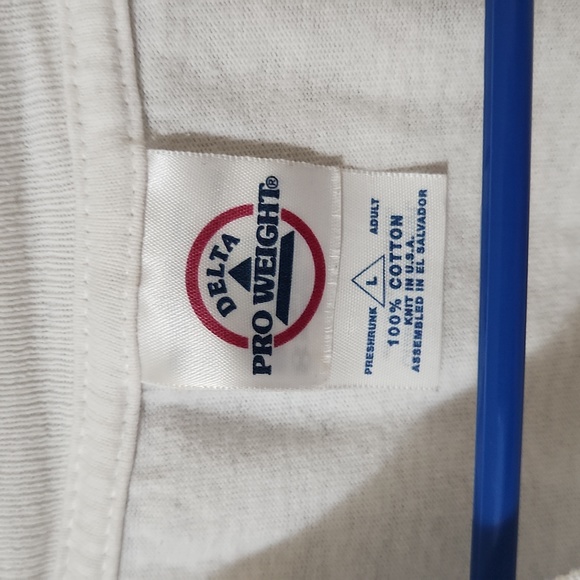 DELTA
PRO WEIGHT®
PRESHRUNK L ADULT
100% COTTON
KNIT IN U.S.A.
ASSEMBLED IN EL SALVADOR